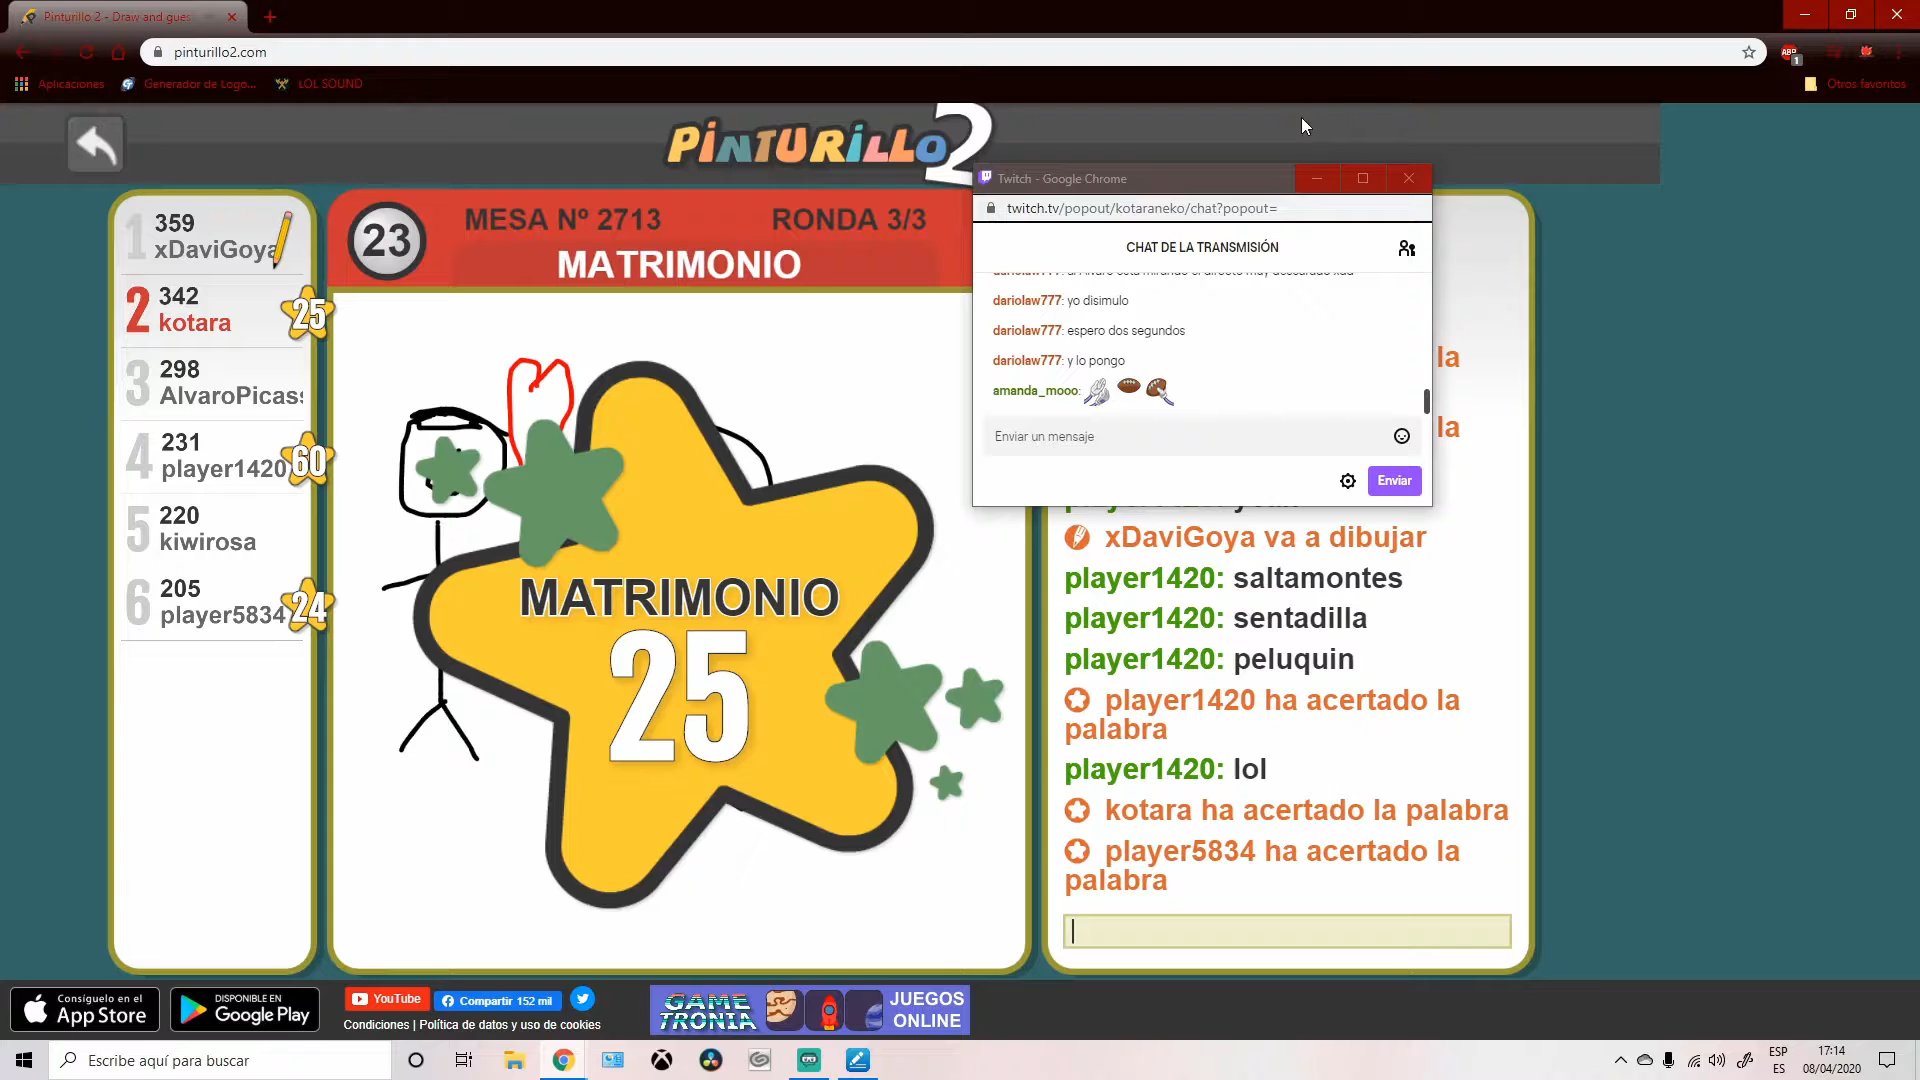 Pinturillo 2 - Draw and gues
pinturillo2.com
ABP
1
Aplicaciones
Generador de Logo...
LOL SOUND
Otros favoritos
PINTURILLO2
1
359
xDaviGoya
2
342
kotara
25
3
298
AlvaroPicas
4
231
player1420
60
5
220
kiwirosa
6
205
player5834
24
23
MESA Nº 2713
RONDA 3/3
MATRIMONIO
MATRIMONIO
25
Twitch - Google Chrome
twitch.tv/popout/kotaraneko/chat?popout=
CHAT DE LA TRANSMISIÓN
dariolaw777: yo disimulo
dariolaw777: espero dos segundos
dariolaw777: y lo pongo
amanda_mooo:
Enviar un mensaje
Enviar
la
la
xDaviGoya va a dibujar
player1420: saltamontes
player1420: sentadilla
player1420: peluquin
player1420 ha acertado la
palabra
player1420: lol
kotara ha acertado la palabra
player5834 ha acertado la
palabra
Consíguelo en el
App Store
DISPONIBLE EN
Google Play
YouTube
Compartir 152 mil
Condiciones | Política de datos y uso de cookies
GAME
TRONIA
JUEGOS
ONLINE
Escribe aquí para buscar
ESP
ES
17:14
08/04/2020